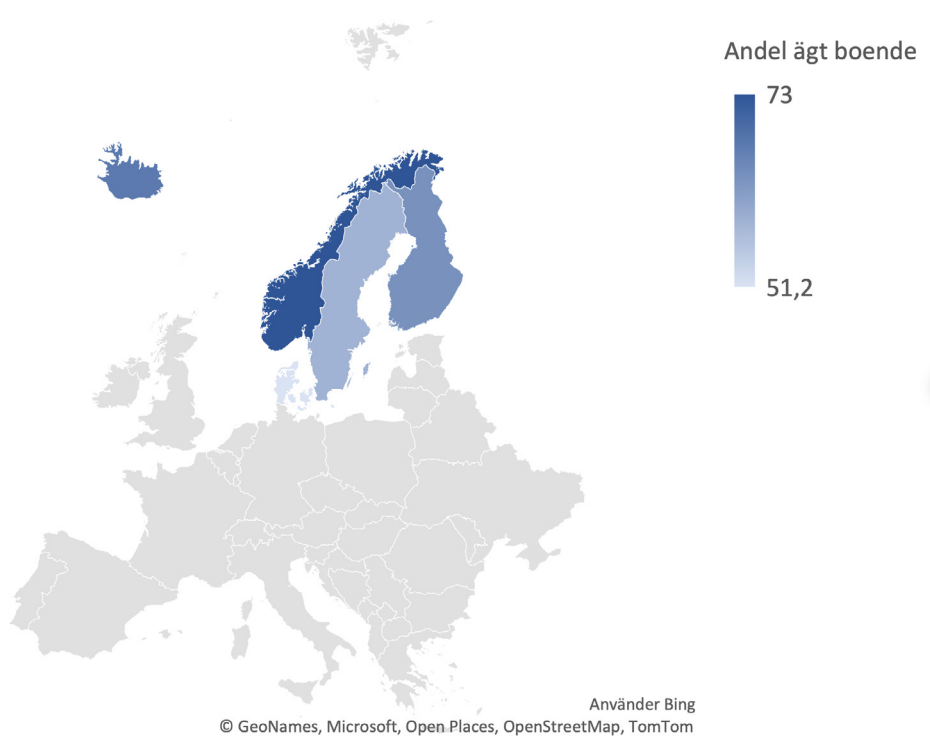 Andel ägt boende
73
51,2
Använder Bing
© GeoNames, Microsoft, Open Places, OpenStreetMap, TomTom